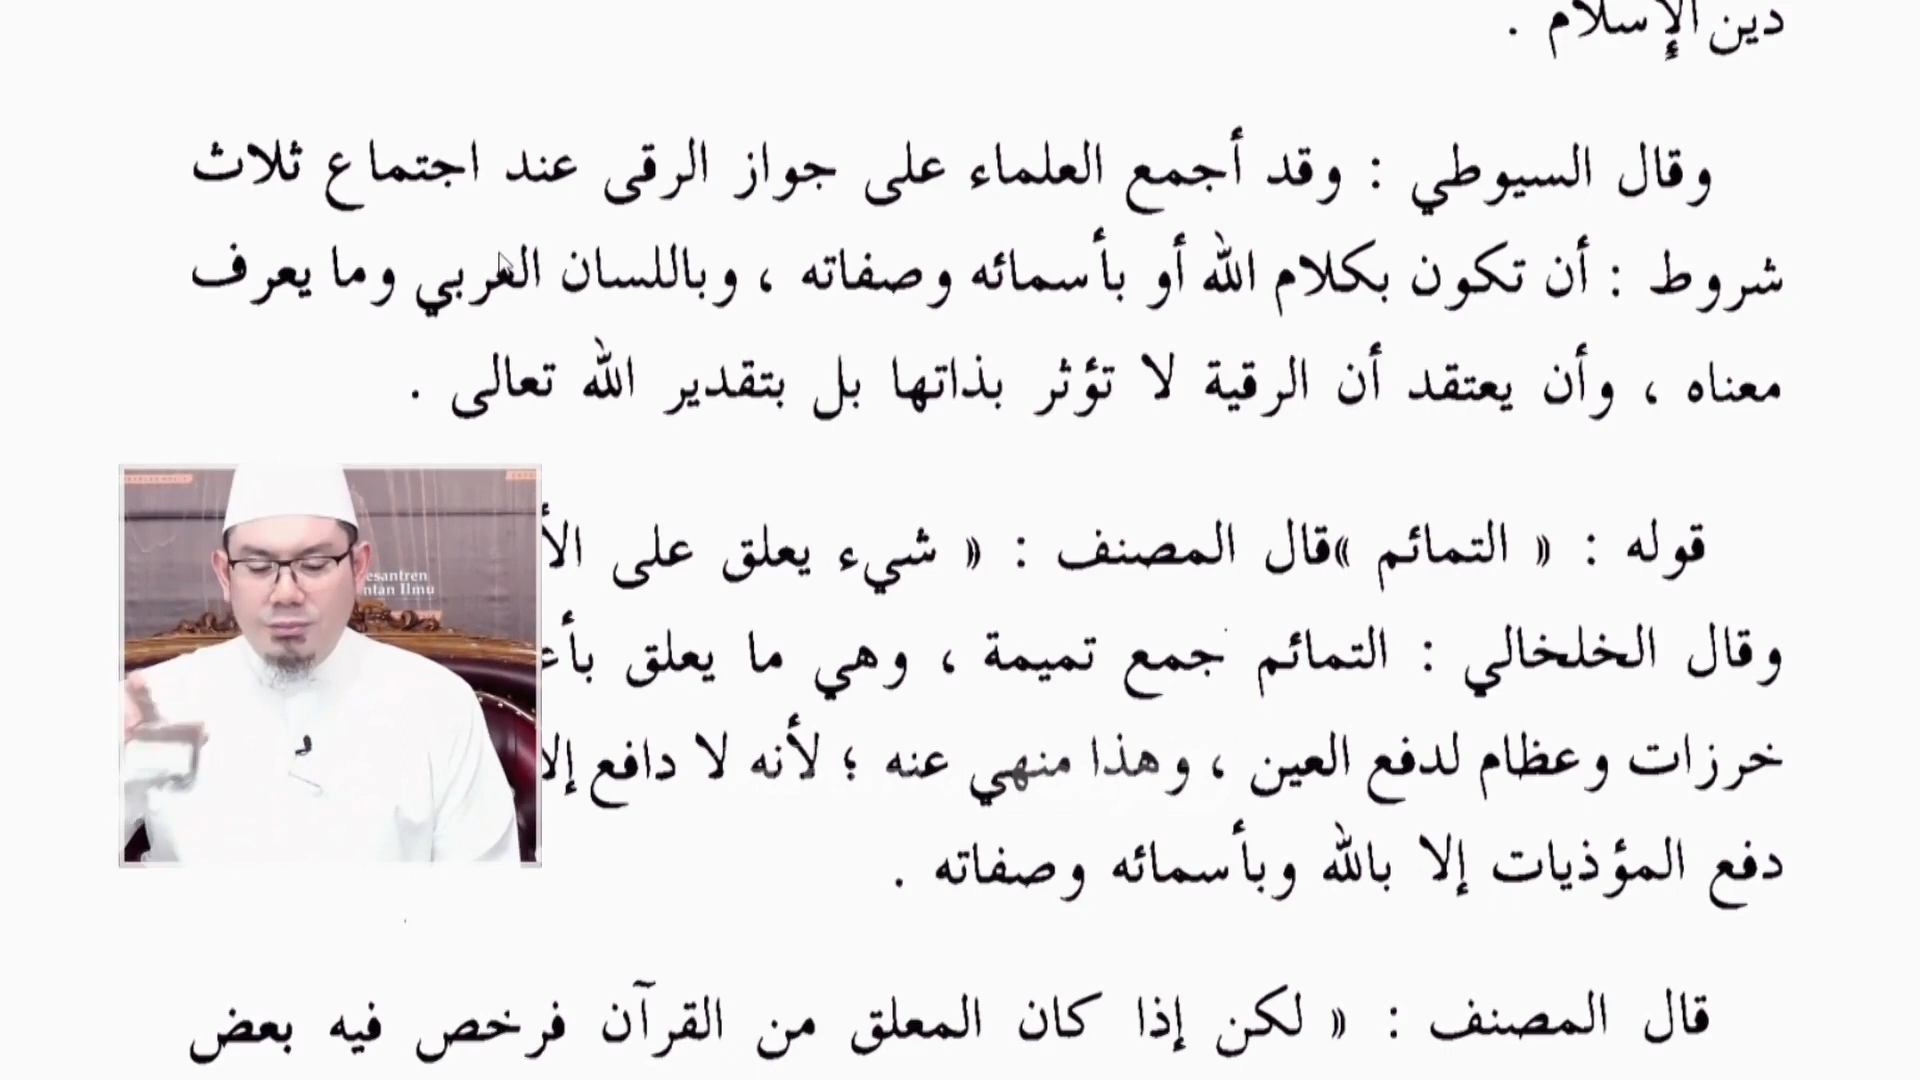 دين الإسلام .
وقال السيوطي : وقد أجمع العلماء على جواز الرقى عند اجتماع ثلاث
شروط : أن تكون بكلام الله أو بأسمائه وصفاته ، وباللسان العربي وما يعرف
معناه ، وأن يعتقد أن الرقية لا تؤثر بذاتها بل بتقدير الله تعالى .
قوله : « التمائم »قال المصنف : « شيء يعلق على
وقال الخلخالي : التمائم جمع تميمة ، وهي ما يعلق
خرزات وعظام لدفع العين ، وهذا منهي عنه ؛ لأنه لا دافع إلا
دفع المؤذيات إلا بالله وبأسمائه وصفاته .
قال المصنف : « لكن إذا كان المعلق من القرآن فرخص فيه بعض
esantren
ntan Ilmu